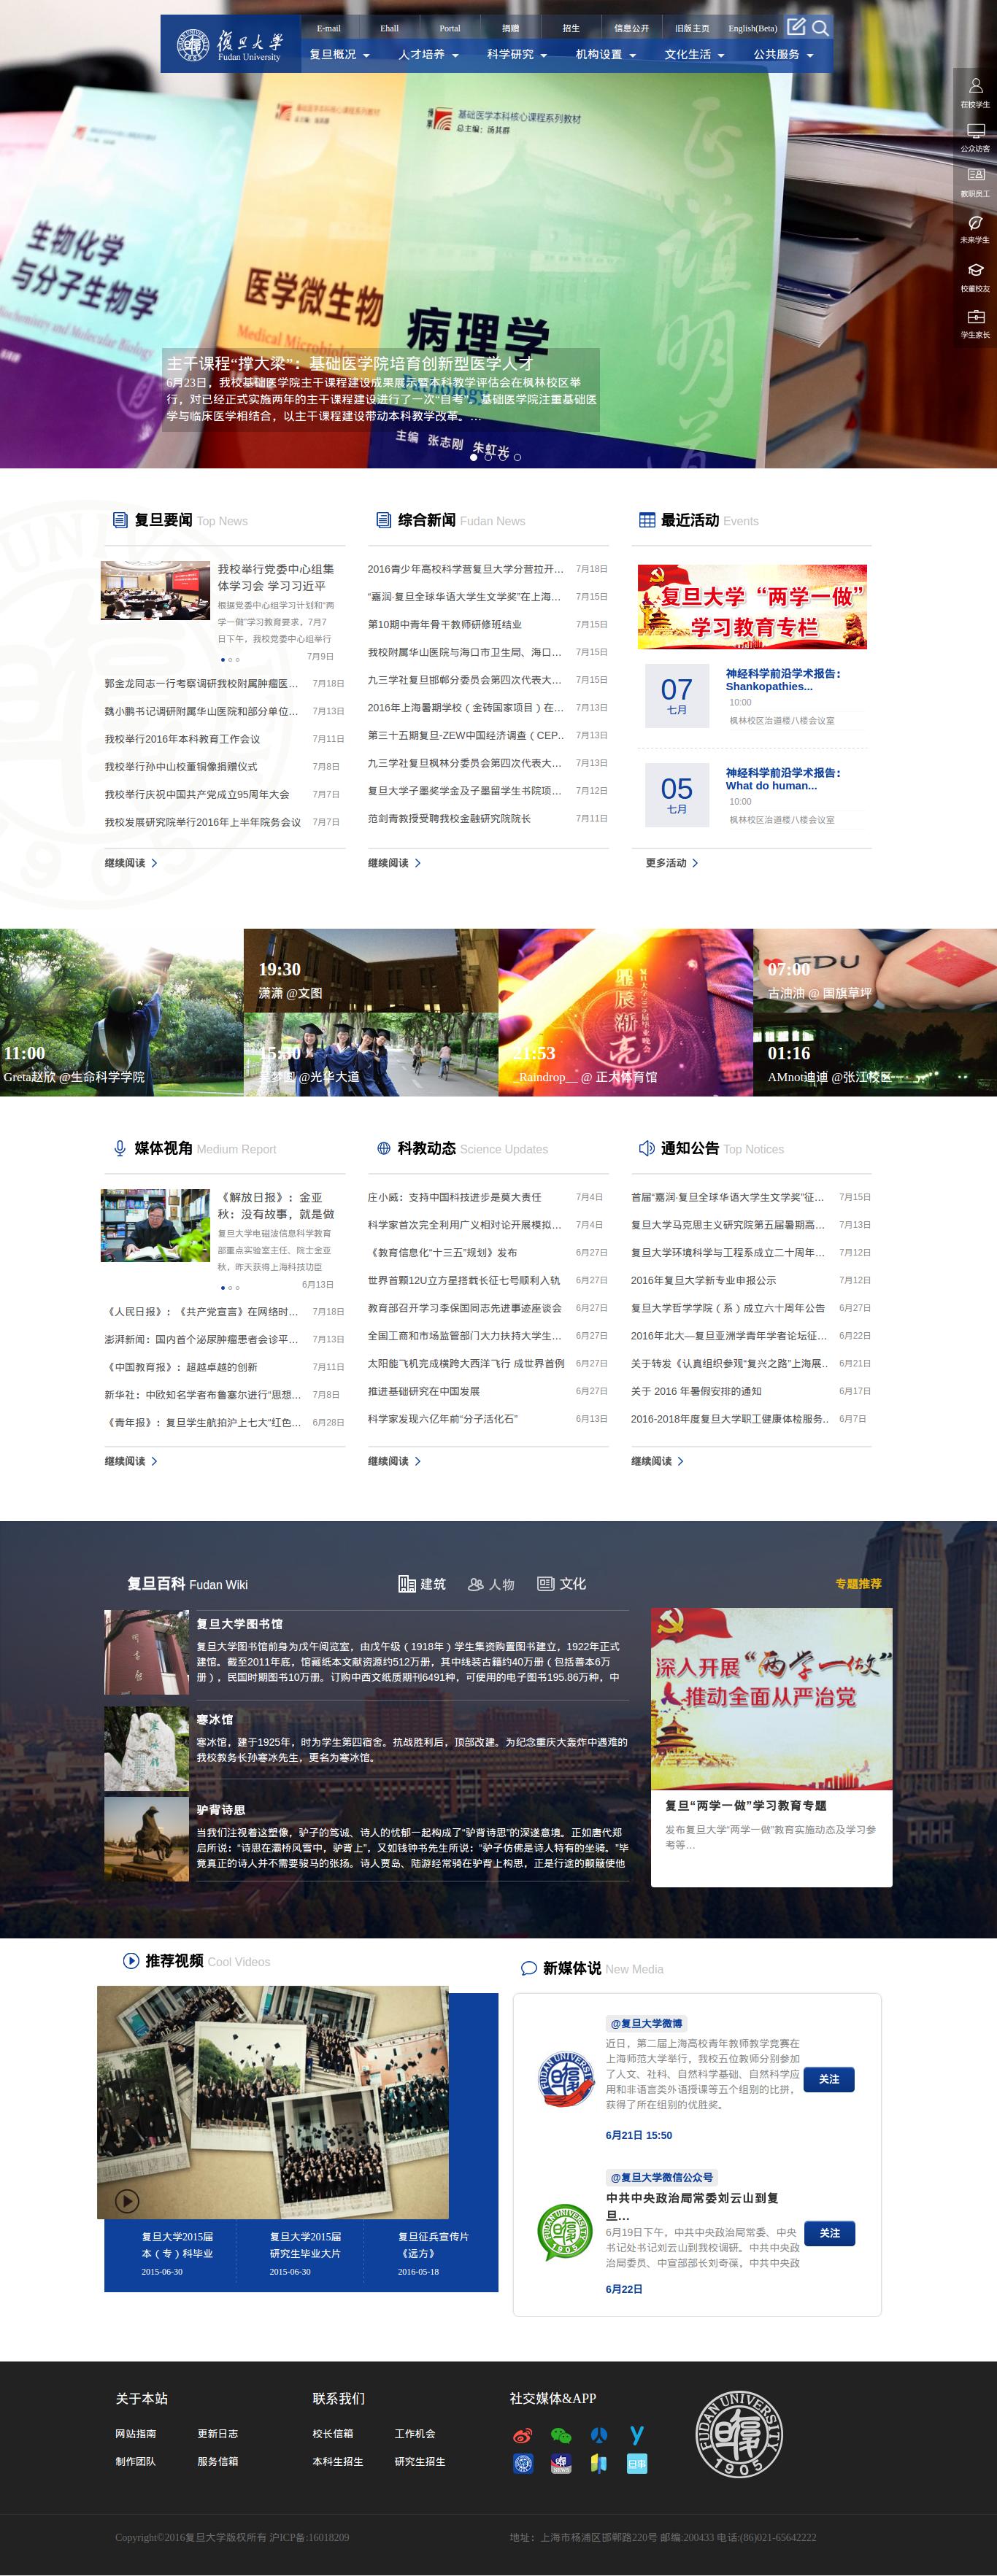 復旦大学
Fudan University
E-mail
Ehall
Portal
捐赠
招生
信息公开
旧版主页
English(Beta)
复旦概况
人才培养
科学研究
机构设置
文化生活
公共服务
在校学生
公众访客
教职员工
未来学生
校董校友
学生家长
基础医学本科核心课程系列教材
基础医学本科核心课程系列教材
总主编：汤其群
生物化学
与分子生物学
Biochemistry and Molecular Biology
医学微生物
Medical Microbiology
病理学
Pathology
主编 张志刚 朱虹光
主干课程“撑大梁”：基础医学院培育创新型医学人才
6月23日，我校基础医学院主干课程建设成果展示暨本科教学评估会在枫林校区举
行，对已经正式实施两年的主干课程建设进行了一次“自考”。基础医学院注重基础医
学与临床医学相结合，以主干课程建设带动本科教学改革。…
复旦要闻 Top News
我校举行党委中心组集
体学习会 学习习近平
根据党委中心组学习计划和“两
学一做”学习教育要求，7月7
日下午，我校党委中心组举行
7月9日
郭金龙同志一行考察调研我校附属肿瘤医… 7月18日
魏小鹏书记调研附属华山医院和部分单位… 7月13日
我校举行2016年本科教育工作会议 7月11日
我校举行孙中山校董铜像捐赠仪式 7月8日
我校举行庆祝中国共产党成立95周年大会 7月7日
我校发展研究院举行2016年上半年院务会议 7月7日
继续阅读
综合新闻 Fudan News
2016青少年高校科学营复旦大学分营拉开… 7月18日
“嘉润·复旦全球华语大学生文学奖”在上海… 7月15日
第10期中青年骨干教师研修班结业 7月15日
我校附属华山医院与海口市卫生局、海口… 7月15日
九三学社复旦邯郸分委员会第四次代表大… 7月15日
2016年上海暑期学校（金砖国家项目）在… 7月13日
第三十五期复旦-ZEW中国经济调查（CEP.. 7月13日
九三学社复旦枫林分委员会第四次代表大… 7月13日
复旦大学子墨奖学金及子墨留学生书院项… 7月12日
范剑青教授受聘我校金融研究院院长 7月11日
继续阅读
最近活动 Events
复旦大学“两学一做”
学习教育专栏
07
七月
神经科学前沿学术报告：
Shankopathies...
10:00
枫林校区治道楼八楼会议室
05
七月
神经科学前沿学术报告：
What do human...
10:00
枫林校区治道楼八楼会议室
更多活动
11:00
Greta赵欣 @生命科学学院
19:30
潇潇 @文图
@光华大道
星辰渐亮
:53
_Raindrop__ @ 正大体育馆
07:00
古油油 @ 国旗草坪
01:16
AMnot迪迪 @张江校区
媒体视角 Medium Report
《解放日报》：金亚
秋：没有故事，就是做
复旦大学电磁波信息科学教育
部重点实验室主任、院士金亚
秋，昨天获得上海科技功臣
6月13日
《人民日报》：《共产党宣言》在网络时… 7月18日
澎湃新闻：国内首个泌尿肿瘤患者会诊平… 7月13日
《中国教育报》：超越卓越的创新 7月11日
新华社：中欧知名学者布鲁塞尔进行“思想… 7月8日
《青年报》：复旦学生航拍沪上七大“红色… 6月28日
继续阅读
科教动态 Science Updates
庄小威：支持中国科技进步是莫大责任 7月4日
科学家首次完全利用广义相对论开展模拟… 7月4日
《教育信息化“十三五”规划》发布 6月27日
世界首颗12U立方星搭载长征七号顺利入轨 6月27日
教育部召开学习李保国同志先进事迹座谈会 6月27日
全国工商和市场监管部门大力扶持大学生… 6月27日
太阳能飞机完成横跨大西洋飞行 成世界首例 6月27日
推进基础研究在中国发展 6月27日
科学家发现六亿年前“分子活化石” 6月13日
继续阅读
通知公告 Top Notices
首届“嘉润·复旦全球华语大学生文学奖”征… 7月15日
复旦大学马克思主义研究院第五届暑期高… 7月13日
复旦大学环境科学与工程系成立二十周年… 7月12日
2016年复旦大学新专业申报公示 7月12日
复旦大学哲学学院（系）成立六十周年公告 6月27日
2016年北大—复旦亚洲学青年学者论坛征… 6月22日
关于转发《认真组织参观“复兴之路”上海展.. 6月21日
关于 2016 年暑假安排的通知 6月17日
2016-2018年度复旦大学职工健康体检服务.. 6月7日
继续阅读
复旦百科 Fudan Wiki
建筑
人物
文化
专题推荐
复旦大学图书馆
复旦大学图书馆前身为戊午阅览室，由戊午级（1918年）学生集资购置图书建立，1922年正式
建馆。截至2011年底，馆藏纸本文献资源约512万册，其中线装古籍约40万册（包括善本6万
册），民国时期图书10万册。订购中西文纸质期刊6491种，可使用的电子图书195.86万种，中
寒冰馆
寒冰馆，建于1925年，时为学生第四宿舍。抗战胜利后，顶部改建。为纪念重庆大轰炸中遇难的
我校教务长孙寒冰先生，更名为寒冰馆。
驴背诗思
当我们注视着这塑像，驴子的笃诚、诗人的忧郁一起构成了“驴背诗思”的深遂意境。正如唐代郑
启所说：“诗思在灞桥风雪中，驴背上”，又如钱钟书先生所说：“驴子仿佛是诗人特有的坐骑。”毕
竟真正的诗人并不需要骏马的张扬。诗人贾岛、陆游经常骑在驴背上构思，正是行途的颠簸使他
深入开展“两学一做”
推动全面从严治党
复旦“两学一做”学习教育专题
发布复旦大学“两学一做”教育实施动态及学习参
考等…
推荐视频 Cool Videos
复旦大学2015届
本（专）科毕业
2015-06-30
复旦大学2015届
研究生毕业大片
2015-06-30
复旦征兵宣传片
《远方》
2016-05-18
新媒体说 New Media
@复旦大学微博
近日，第二届上海高校青年教师教学竞赛在
上海师范大学举行，我校五位教师分别参加
了人文、社科、自然科学基础、自然科学应
用和非语言类外语授课等五个组别的比拼，
获得了所在组别的优胜奖。
6月21日 15:50
关注
@复旦大学微信公众号
中共中央政治局常委刘云山到复
旦…
6月19日下午，中共中央政治局常委、中央
书记处书记刘云山到我校调研。中共中央政
治局委员、中宣部部长刘奇葆，中共中央政
6月22日
关注
关于本站
网站指南
更新日志
制作团队
服务信箱
联系我们
校长信箱
工作机会
本科生招生
研究生招生
社交媒体&APP
NEWS
日事
FUDAN UNIVERSITY
1905
Copyright©2016复旦大学版权所有 沪ICP备:16018209
地址：上海市杨浦区邯郸路220号 邮编:200433 电话:(86)021-65642222